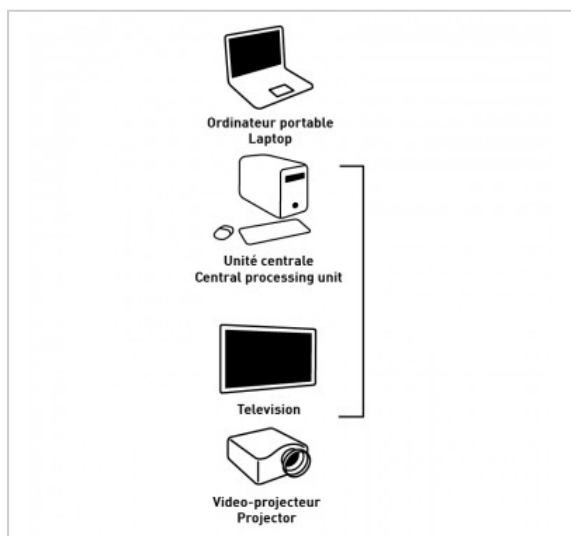 Ordinateur portable
Laptop
Unité centrale
Central processing unit
Television
Video-projecteur
Projector